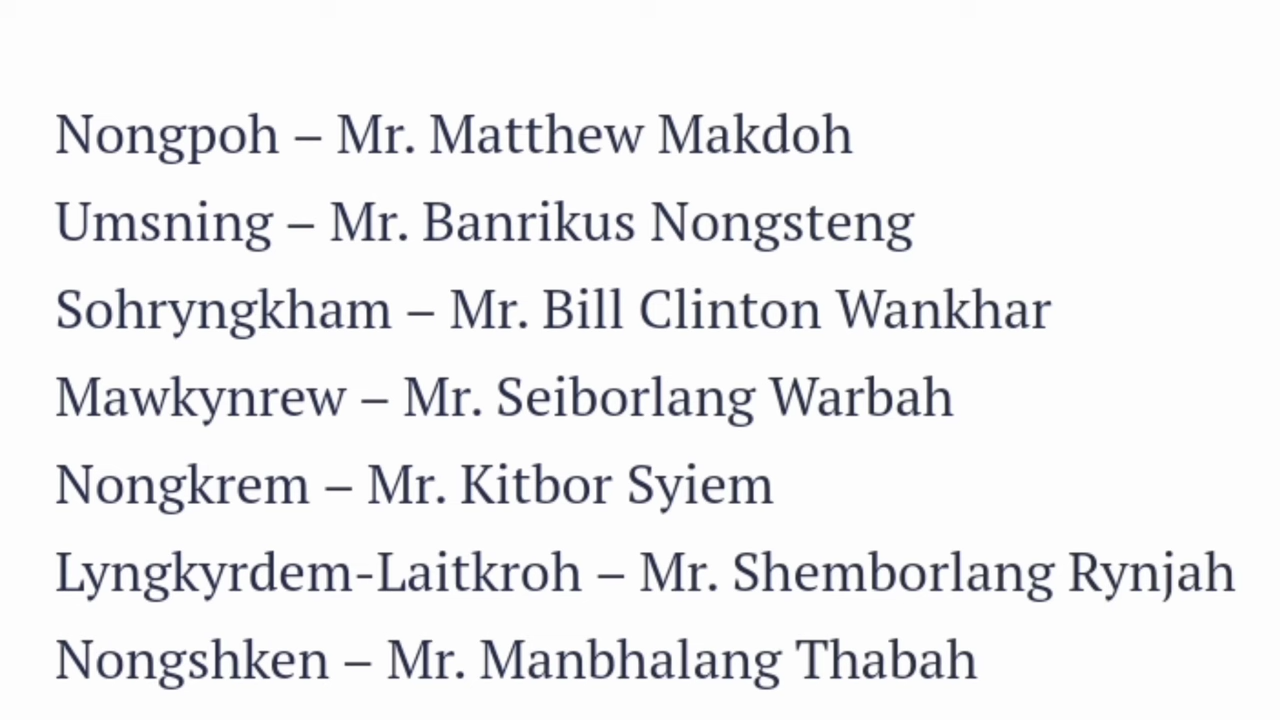 Nongpoh – Mr. Matthew Makdoh
Umsning – Mr. Banrikus Nongsteng
Sohryngkham – Mr. Bill Clinton Wankhar
Mawkynrew – Mr. Seiborlang Warbah
Nongkrem – Mr. Kitbor Syiem
Lyngkyrdem-Laitkroh – Mr. Shemborlang Rynjah
Nongshken – Mr. Manbhalang Thabah